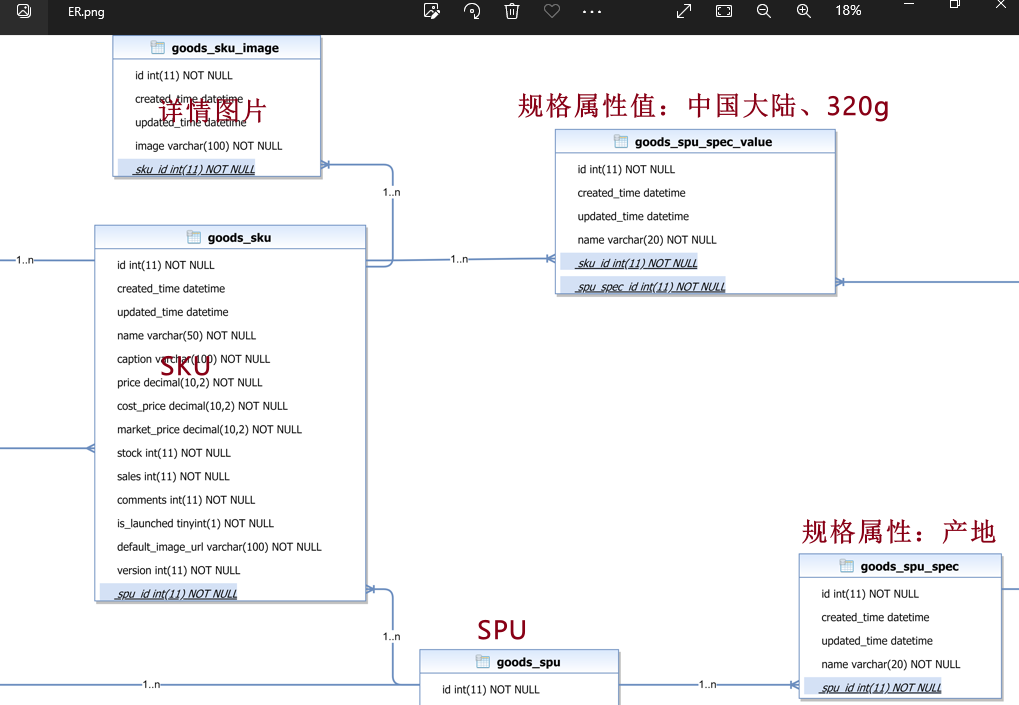 ER.png
18%
goods_sku_image
id int(11) NOT NULL
created_time datetime
updated_time datetime
image varchar(100) NOT NULL
sku_id int(11) NOT NULL
详情图片
1..n
规格属性值：中国大陆、320g
goods_spu_spec_value
id int(11) NOT NULL
created_time datetime
updated_time datetime
name varchar(20) NOT NULL
sku_id int(11) NOT NULL
spu_spec_id int(11) NOT NULL
1..n
1..n
goods_sku
id int(11) NOT NULL
created_time datetime
updated_time datetime
name varchar(50) NOT NULL
caption varchar(100) NOT NULL
SKU
price decimal(10,2) NOT NULL
cost_price decimal(10,2) NOT NULL
market_price decimal(10,2) NOT NULL
stock int(11) NOT NULL
sales int(11) NOT NULL
comments int(11) NOT NULL
is_launched tinyint(1) NOT NULL
default_image_url varchar(100) NOT NULL
version int(11) NOT NULL
spu_id int(11) NOT NULL
1..n
规格属性：产地
goods_spu_spec
id int(11) NOT NULL
created_time datetime
updated_time datetime
name varchar(20) NOT NULL
spu_id int(11) NOT NULL
SPU
goods_spu
id int(11) NOT NULL
1..n
1..n